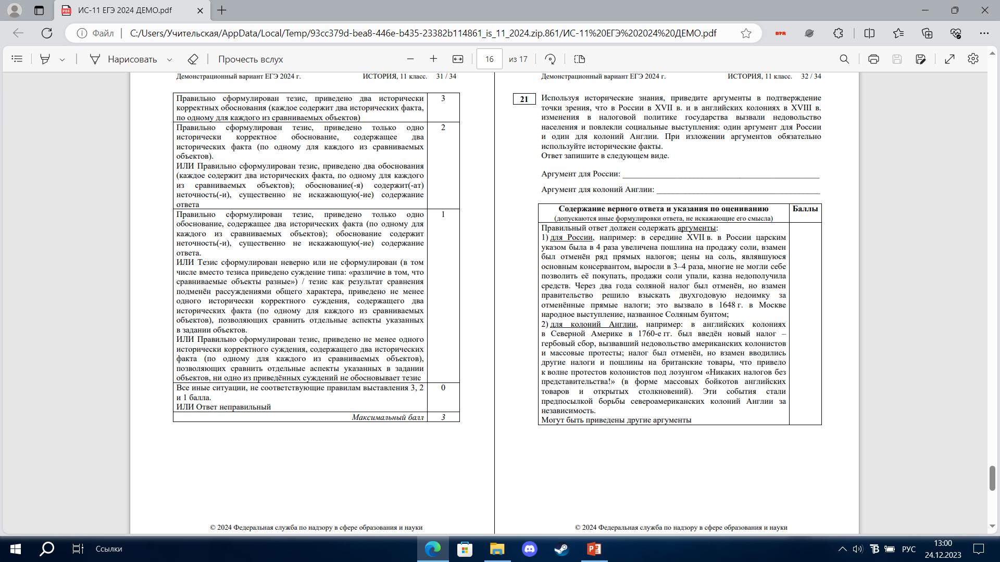 ИС-11 ЕГЭ 2024 ДЕМО.pdf
Файл
C:/Users/Учительская/AppData/Local/Temp/93cc379d-bea8-446e-b435-23382b114861_is_11_2024.zip.861/ИС-11%20ЕГЭ%202024%20ДЕМО.pdf
Нарисовать
Прочесть вслух
16 из 17
Демонстрационный вариант ЕГЭ 2024 г. ИСТОРИЯ, 11 класс. 31 / 34
Правильно сформулирован тезис, приведено два исторически 3
корректных обоснования (каждое содержит два исторических факта,
по одному для каждого из сравниваемых объектов)
Правильно сформулирован тезис, приведено только одно 2
исторически корректное обоснование, содержащее два
исторических факта (по одному для каждого из сравниваемых
объектов).
ИЛИ Правильно сформулирован тезис, приведено два обоснования
(каждое содержит два исторических факта, по одному для каждого
из сравниваемых объектов); обоснование(-я) содержит(-ат)
неточность(-и), существенно не искажающую(-ие) содержание
ответа
Правильно сформулирован тезис, приведено только одно 1
обоснование, содержащее два исторических факта (по одному для
каждого из сравниваемых объектов); обоснование содержит
неточность(-и), существенно не искажающую(-ие) содержание
ответа.
ИЛИ Тезис сформулирован неверно или не сформулирован (в том
числе вместо тезиса приведено суждение типа: «различие в том, что
сравниваемые объекты разные») / тезис как результат сравнения
подменён рассуждениями общего характера, приведено не менее
одного исторически корректного суждения, содержащего два
исторических факта (по одному для каждого из сравниваемых
объектов), позволяющих сравнить отдельные аспекты указанных
в задании объектов.
ИЛИ Правильно сформулирован тезис, приведено не менее одного
исторически корректного суждения, содержащего два исторических
факта (по одному для каждого из сравниваемых объектов),
позволяющих сравнить отдельные аспекты указанных в задании
объектов, ни одно из приведённых суждений не обосновывает тезис
Все иные ситуации, не соответствующие правилам выставления 3, 2 0
и 1 балла.
ИЛИ Ответ неправильный
Максимальный балл 3
© 2024 Федеральная служба по надзору в сфере образования и науки
Демонстрационный вариант ЕГЭ 2024 г. ИСТОРИЯ, 11 класс. 32 / 34
21 Используя исторические знания, приведите аргументы в подтверждение
точки зрения, что в России в XVII в. и в английских колониях в XVIII в.
изменения в налоговой политике государства вызвали недовольство
населения и повлекли социальные выступления: один аргумент для России
и один для колоний Англии. При изложении аргументов обязательно
используйте исторические факты.
Ответ запишите в следующем виде.
Аргумент для России:
Аргумент для колоний Англии:
Содержание верного ответа и указания по оцениванию Баллы
(допускаются иные формулировки ответа, не искажающие его смысла)
Правильный ответ должен содержать аргументы:
1) для России, например: в середине XVII в. в России царским
указом была в 4 раза увеличена пошлина на продажу соли, взамен
был отменён ряд прямых налогов; цены на соль, являвшуюся
основным консервантом, выросли в 3–4 раза, многие не могли себе
позволить её покупать, продажи соли упали, казна недополучила
средств. Через два года соляной налог был отменён, но взамен
правительство решило взыскать двухгодовую недоимку за
отменённые прямые налоги; это вызвало в 1648 г. в Москве
народное выступление, названное Соляным бунтом;
2) для колоний Англии, например: в английских колониях
в Северной Америке в 1760-е гг. был введён новый налог –
гербовый сбор, вызвавший недовольство американских колонистов
и массовые протесты; налог был отменён, но взамен вводились
другие налоги и пошлины на британские товары, что привело
к волне протестов колонистов под лозунгом «Никаких налогов без
представительства!» (в форме массовых бойкотов английских
товаров и открытых столкновений). Эти события стали
предпосылкой борьбы североамериканских колоний Англии за
независимость.
Могут быть приведены другие аргументы
© 2024 Федеральная служба по надзору в сфере образования и науки
Ссылки
РУС
13:00
24.12.2023